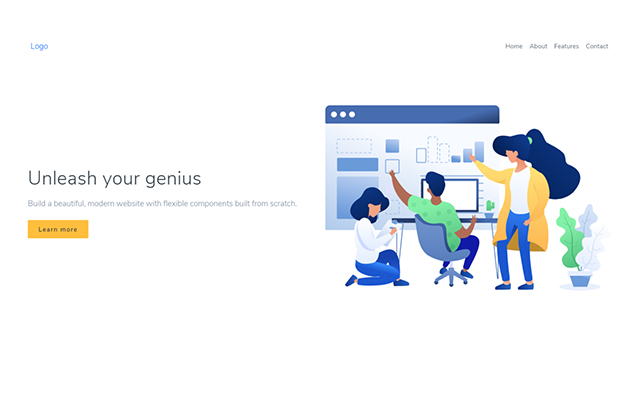 Logo
Home About Features Contact
Unleash your genius
Build a beautiful, modern website with flexible components built from scratch.
Learn more